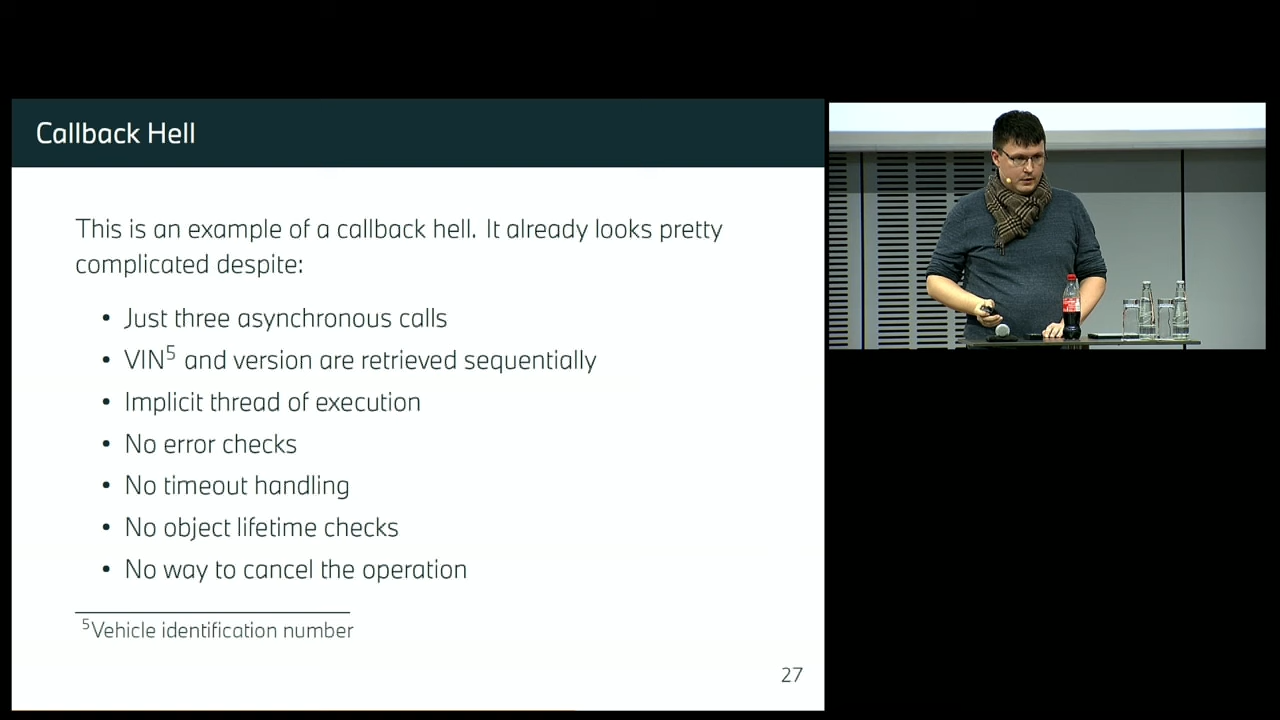 Callback Hell
This is an example of a callback hell. It already looks pretty
complicated despite:
• Just three asynchronous calls
• VIN⁵ and version are retrieved sequentially
• Implicit thread of execution
• No error checks
• No timeout handling
• No object lifetime checks
• No way to cancel the operation
⁵Vehicle identification number
27